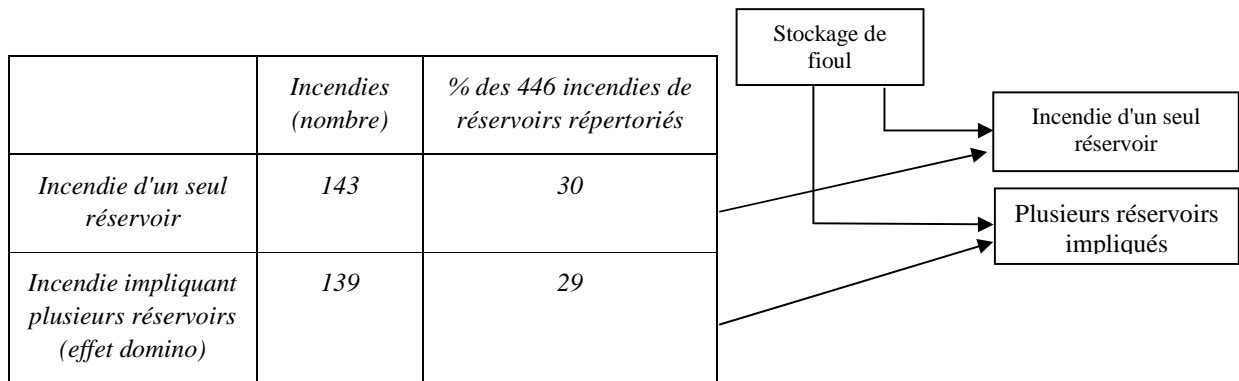 Incendies
(nombre)
% des 446 incendies de
réservoirs répertoriés
Incendie d'un seul
réservoir
143
30
Incendie impliquant
plusieurs réservoirs
(effet domino)
139
29
Stockage de
fioul
Incendie d'un seul
réservoir
Plusieurs réservoirs
impliqués